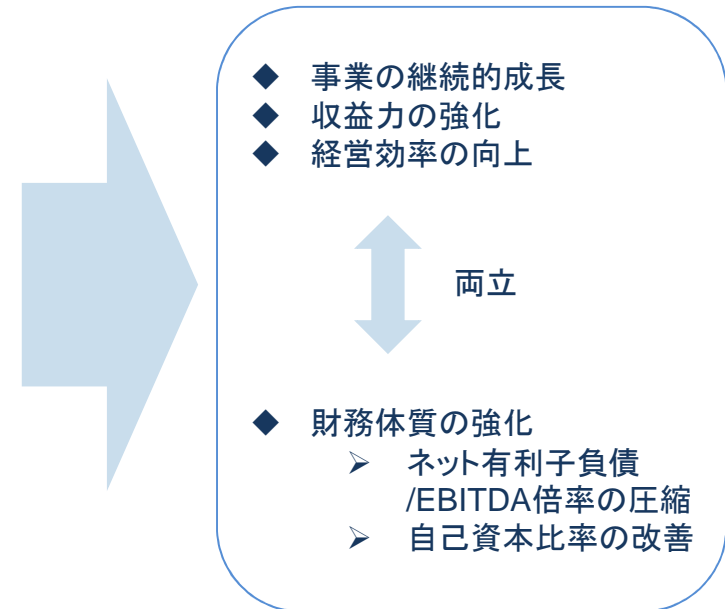 ◆ 事業の継続的成長
◆ 収益力の強化
◆ 経営効率の向上
両立
◆ 財務体質の強化
➢ ネット有利子負債
/EBITDA倍率の圧縮
➢ 自己資本比率の改善